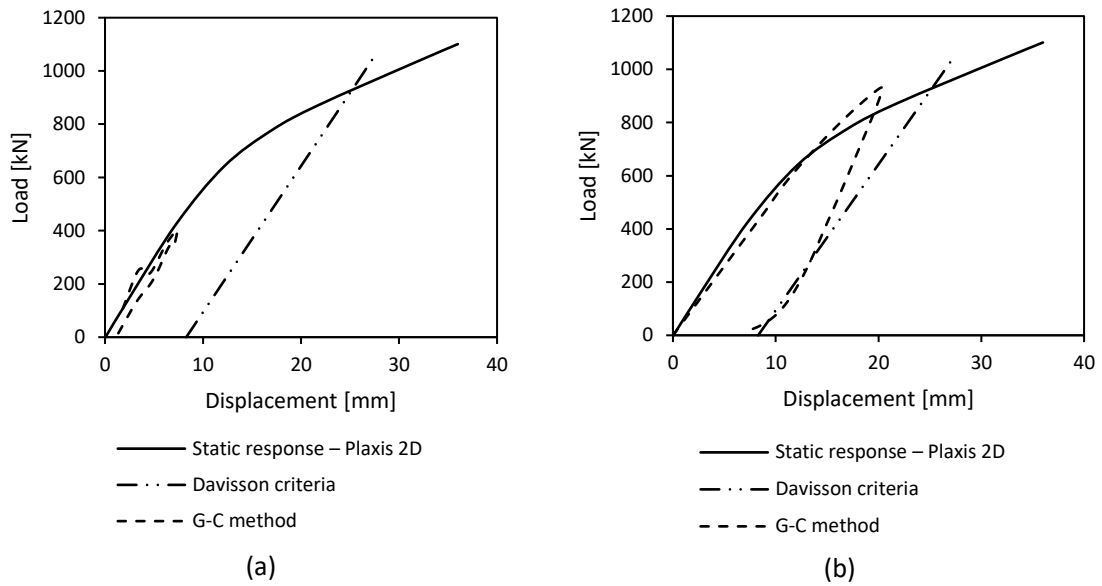 1200
1000
800
600
400
200
0
Load [kN]
0 10 20 30 40
Displacement [mm]
Static response – Plaxis 2D
Davisson criteria
G-C method
(a)
1200
1000
800
600
400
200
0
Load [kN]
0 10 20 30 40
Displacement [mm]
Static response – Plaxis 2D
Davisson criteria
G-C method
(b)